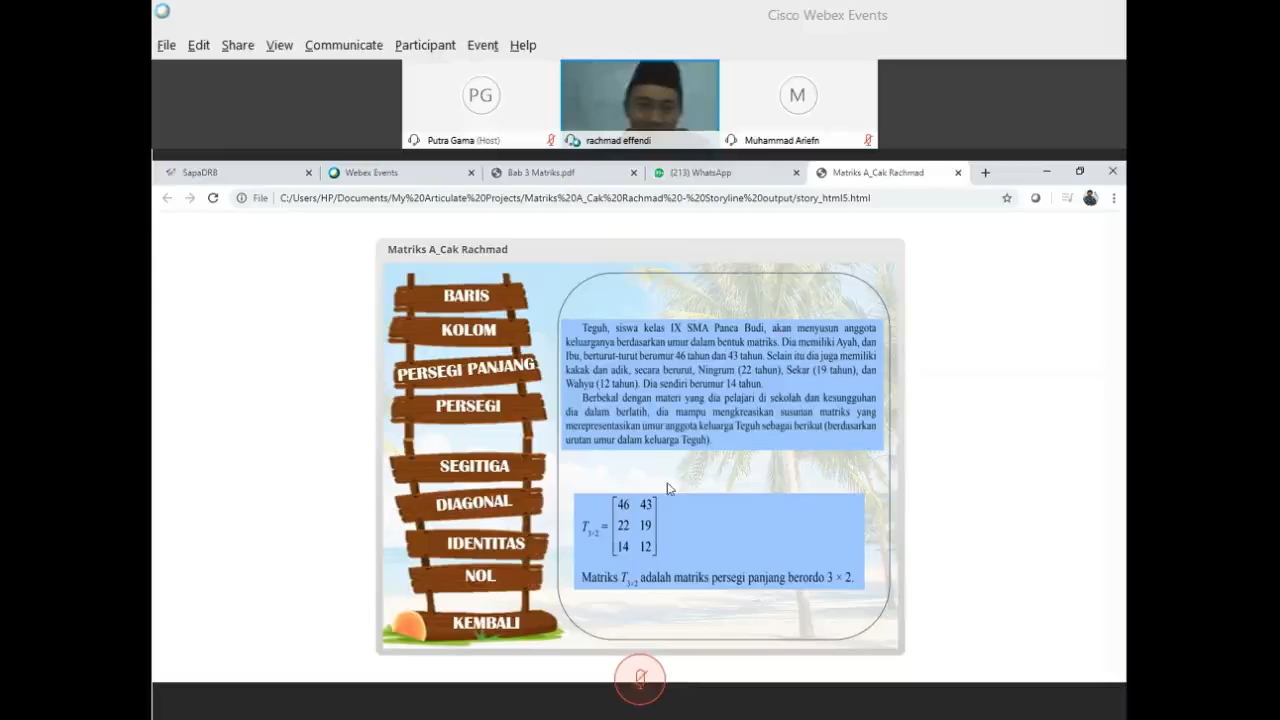 Cisco Webex Events
File Edit Share View Communicate Participant Event Help
PG
M
Putra Gama (Host)
rachmad effendi
Muhammad Ariefn
SapaDRB
Webex Events
Bab 3 Matriks.pdf
(213) WhatsApp
Matriks A_Cak Rachmad
File C:/Users/HP/Documents/My%20Articulate%20Projects/Matriks%20A_Cak%20Rachmad%20-%20Storyline%20output/story_html5.html
Matriks A_Cak Rachmad
BARIS
KOLOM
PERSEGI PANJANG
PERSEGI
SEGITIGA
DIAGONAL
IDENTITAS
NOL
KEMBALI
Teguh, siswa kelas IX SMA Panca Budi, akan menyusun anggota
keluarganya berdasarkan umur dalam bentuk matriks. Dia memiliki Ayah, dan
Ibu, berturut-turut berumur 46 tahun dan 43 tahun. Selain itu dia juga memiliki
kakak dan adik, secara berurut, Ningrum (22 tahun), Sekar (19 tahun), dan
Wahyu (12 tahun). Dia sendiri berumur 14 tahun.
Berbekal dengan materi yang dia pelajari di sekolah dan kesungguhan
dia dalam berlatih, dia mampu mengkreasikan susunan matriks yang
merepresentasikan umur anggota keluarga Teguh sebagai berikut (berdasarkan
urutan umur dalam keluarga Teguh).
46 43
T3×2 = 22 19
14 12
Matriks T3×2 adalah matriks persegi panjang berordo 3 × 2.